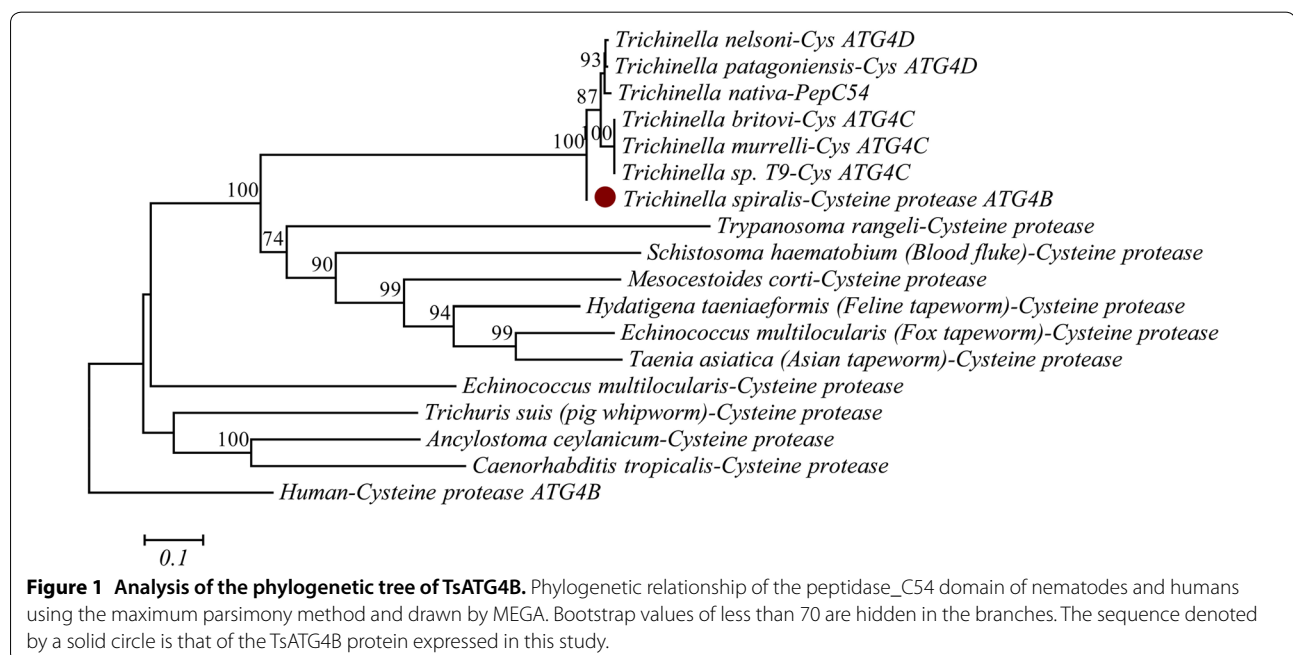 Trichinella nelsoni-Cys ATG4D
93
Trichinella patagoniensis-Cys ATG4D
Trichinella nativa-PepC54
87
Trichinella britovi-Cys ATG4C
100
100
Trichinella murrelli-Cys ATG4C
Trichinella sp. T9-Cys ATG4C
100
Trichinella spiralis-Cysteine protease ATG4B
Trypanosoma rangeli-Cysteine protease
74
Schistosoma haematobium (Blood fluke)-Cysteine protease
90
Mesocestoides corti-Cysteine protease
99
Hydatigena taeniaeformis (Feline tapeworm)-Cysteine protease
94
Echinococcus multilocularis (Fox tapeworm)-Cysteine protease
99
Taenia asiatica (Asian tapeworm)-Cysteine protease
Echinococcus multilocularis-Cysteine protease
Trichuris suis (pig whipworm)-Cysteine protease
100
Ancylostoma ceylanicum-Cysteine protease
Caenorhabditis tropicalis-Cysteine protease
Human-Cysteine protease ATG4B
0.1
Figure 1 Analysis of the phylogenetic tree of TsATG4B. Phylogenetic relationship of the peptidase_C54 domain of nematodes and humans
using the maximum parsimony method and drawn by MEGA. Bootstrap values of less than 70 are hidden in the branches. The sequence denoted
by a solid circle is that of the TsATG4B protein expressed in this study.